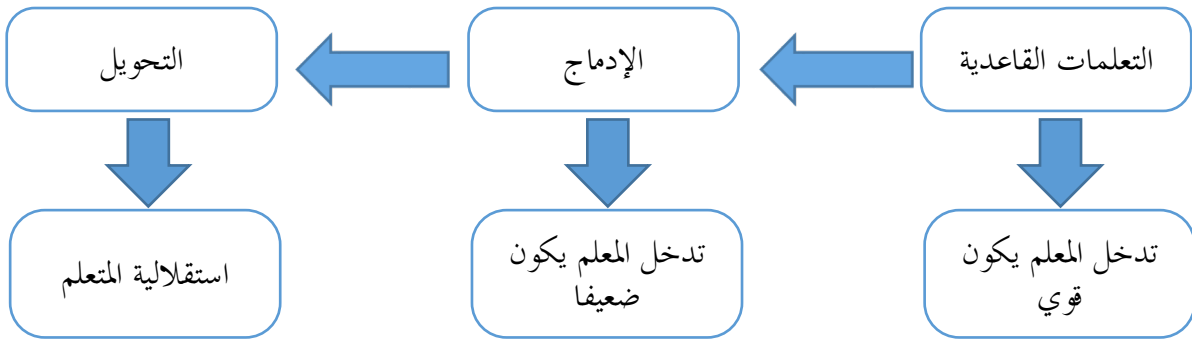 التعلمات القاعدية
الإدماج
التحويل
تدخل المعلم يكون
قوي
تدخل المعلم يكون
ضعيفا
استقلالية المتعلم